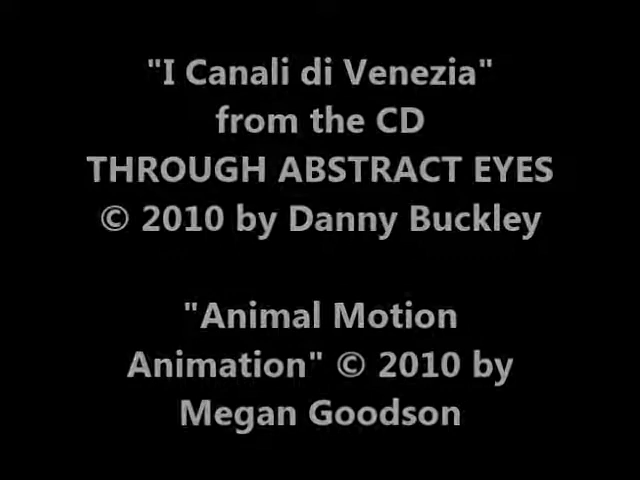 "I Canali di Venezia"
from the CD
THROUGH ABSTRACT EYES
© 2010 by Danny Buckley
"Animal Motion
Animation" © 2010 by
Megan Goodson